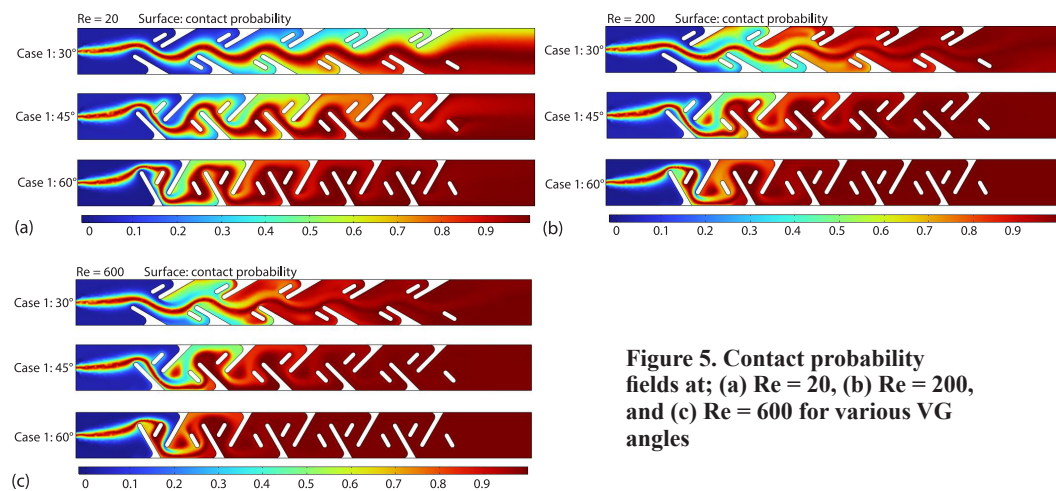 Re = 20 Surface: contact probability
Case 1: 30°
Case 1: 45°
Case 1: 60°
(a)
0 0.1 0.2 0.3 0.4 0.5 0.6 0.7 0.8 0.9
Re = 200 Surface: contact probability
Case 1:30°
Case 1:45°
Case 1:60°
(b)
0 0.1 0.2 0.3 0.4 0.5 0.6 0.7 0.8 0.9
Re = 600 Surface: contact probability
Case 1:30°
Case 1:45°
Case 1:60°
(c)
0 0.1 0.2 0.3 0.4 0.5 0.6 0.7 0.8 0.9
Figure 5. Contact probability
fields at; (a) Re = 20, (b) Re = 200,
and (c) Re = 600 for various VG
angles